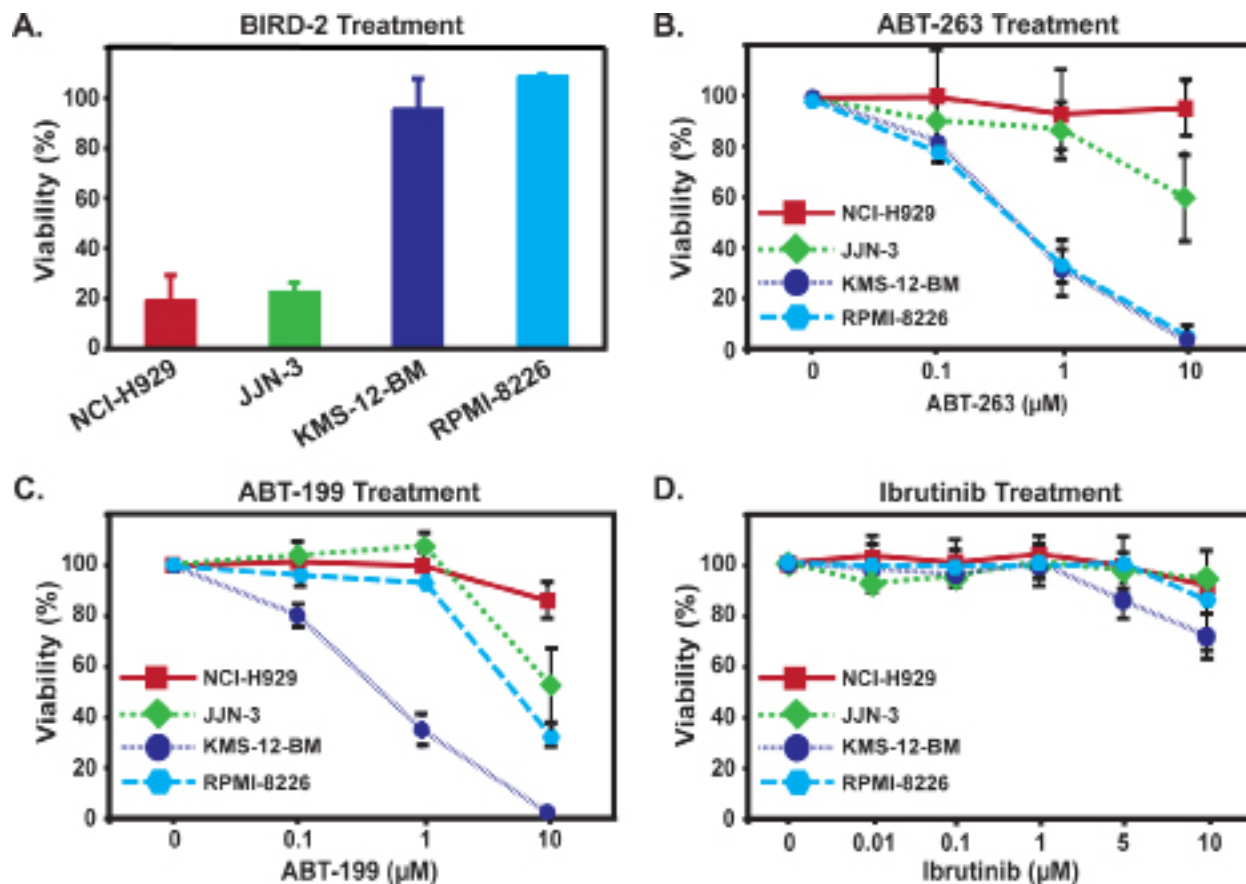 A.
BIRD-2 Treatment
Viability (%)
100
80
60
40
20
0
NCI-H929
JJN-3
KMS-12-BM
RPMI-8226
B.
ABT-263 Treatment
Viability (%)
100
80
60
40
20
0
NCI-H929
JJN-3
KMS-12-BM
RPMI-8226
0 0.1 1 10
ABT-263 (µM)
C.
ABT-199 Treatment
Viability (%)
100
80
60
40
20
0
NCI-H929
JJN-3
KMS-12-BM
RPMI-8226
0 0.1 1 10
ABT-199 (µM)
D.
Ibrutinib Treatment
Viability (%)
100
80
60
40
20
0
NCI-H929
JJN-3
KMS-12-BM
RPMI-8226
0 0.01 0.1 1 5 10
Ibrutinib (µM)